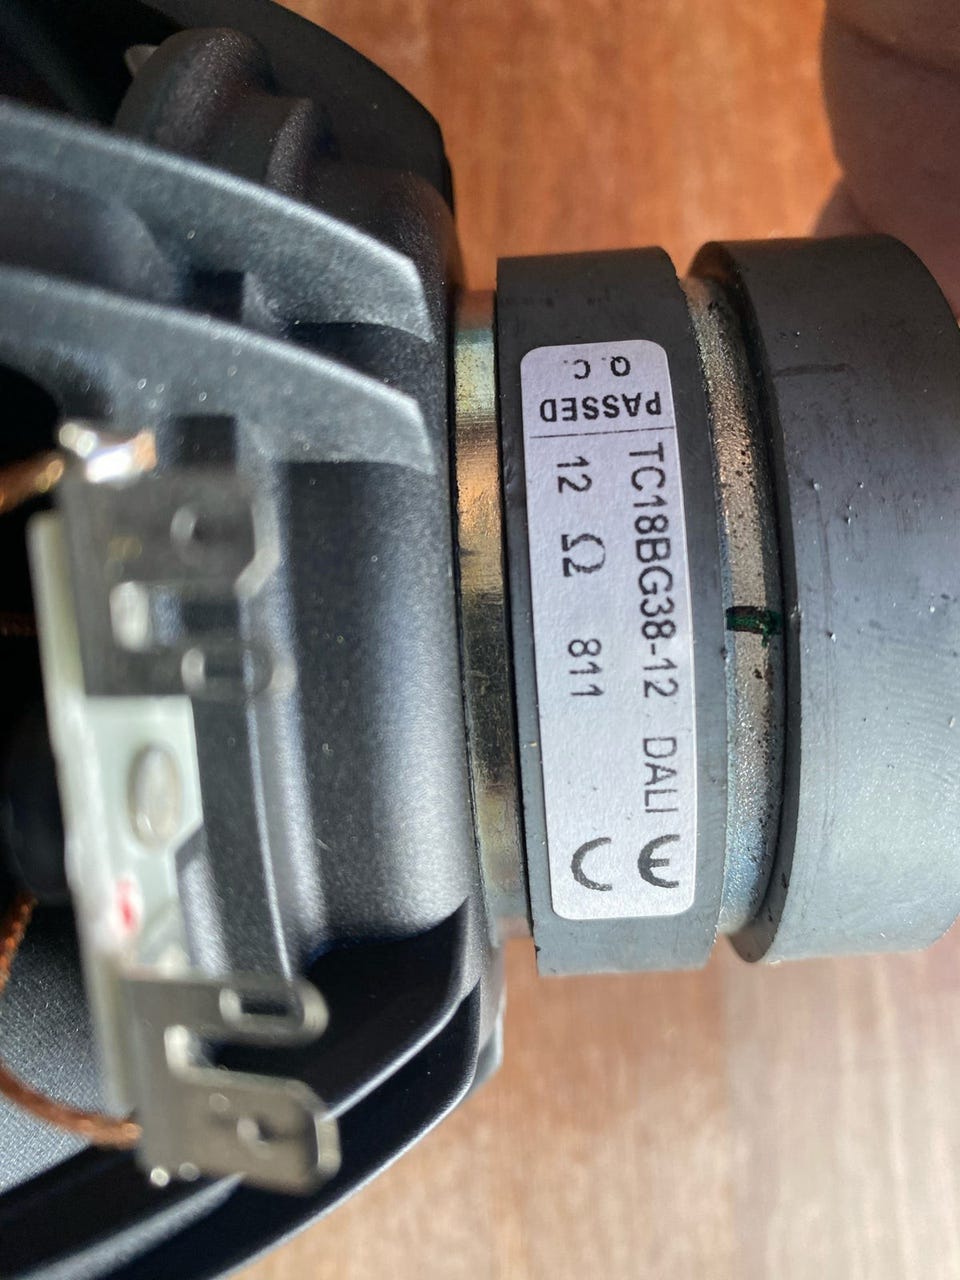 PASSED
Q.C.
TC18BG38-12 DALI
12 Ω 811
CE